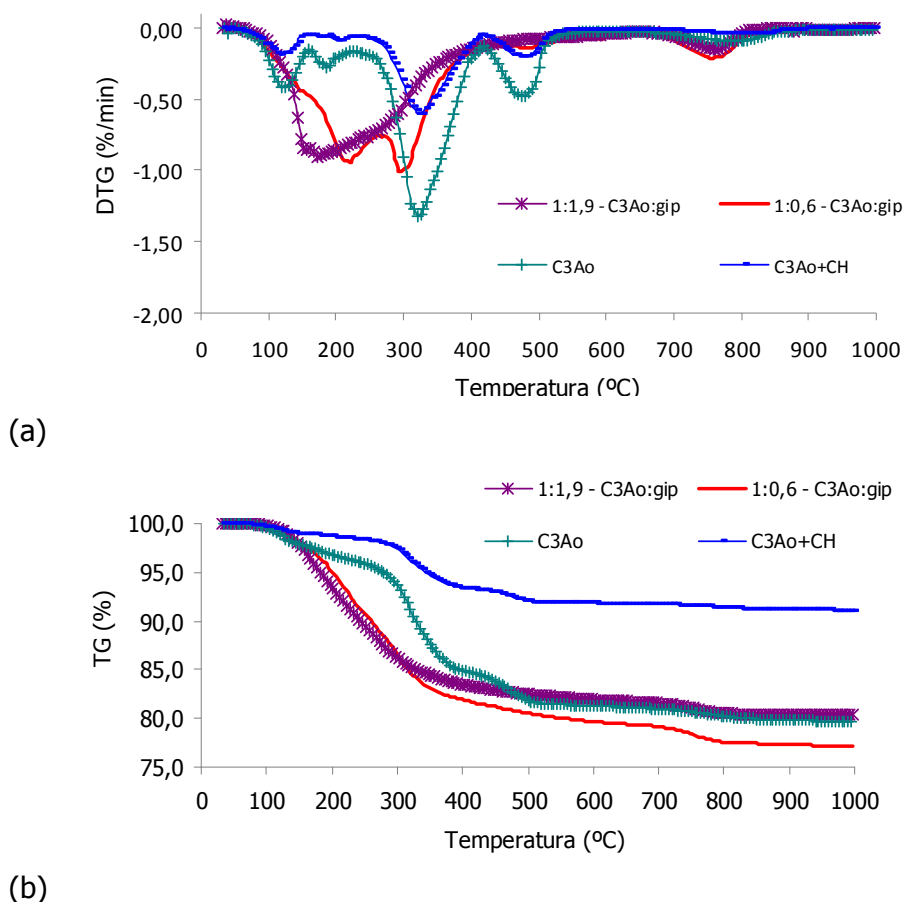 0,00
-0,50
-1,00
-1,50
-2,00
DTG (%/min)
1:1,9 - C3Ao:gip
1:0,6 - C3Ao:gip
C3Ao
C3Ao+CH
0 100 200 300 400 500 600 700 800 900 1000
Temperatura (ºC)
(a)
1:1,9 - C3Ao:gip
1:0,6 - C3Ao:gip
C3Ao
C3Ao+CH
100,0
95,0
90,0
85,0
80,0
75,0
TG (%)
0 100 200 300 400 500 600 700 800 900 1000
Temperatura (ºC)
(b)